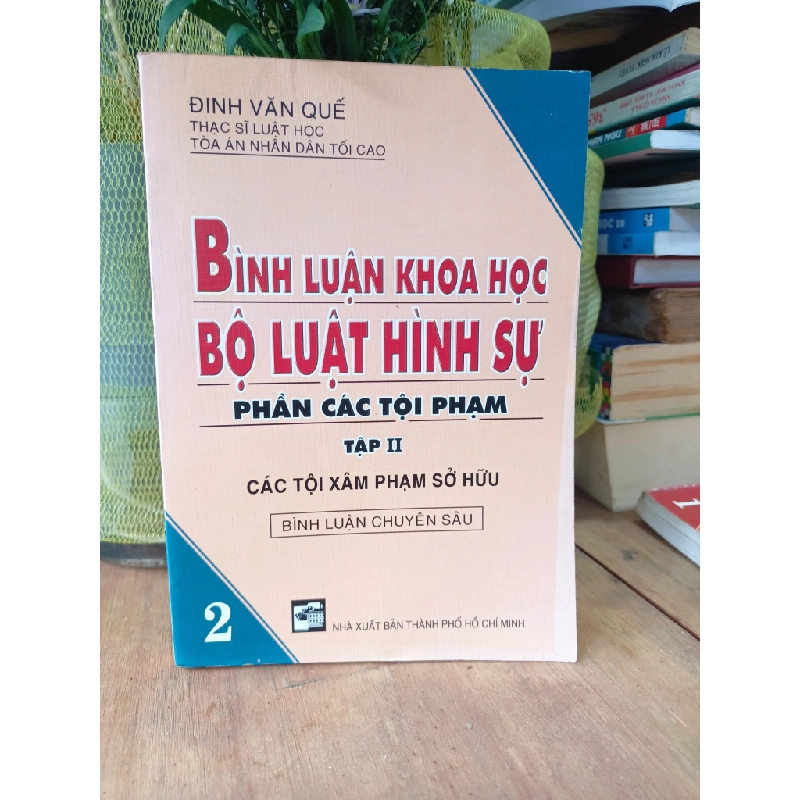 ĐINH VĂN QUẾ
THẠC SĨ LUẬT HỌC
TÒA ÁN NHÂN DÂN TỐI CAO
BÌNH LUẬN KHOA HỌC
BỘ LUẬT HÌNH SỰ
PHẦN CÁC TỘI PHẠM
TẬP II
CÁC TỘI XÂM PHẠM SỞ HỮU
BÌNH LUẬN CHUYÊN SÂU
2
NHÀ XUẤT BẢN THÀNH PHỐ HỒ CHÍ MINH
365
1